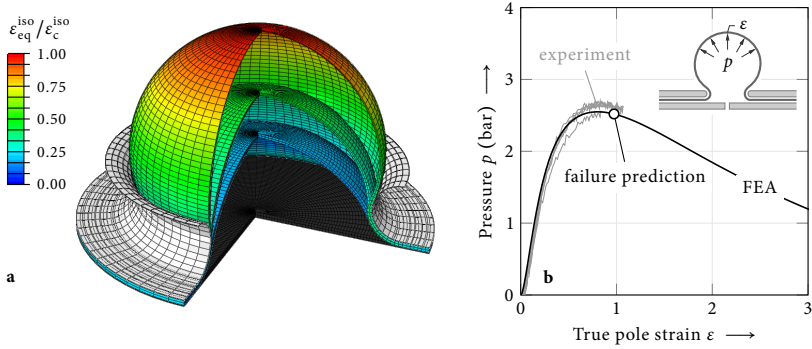 ε_eq^iso/ε_c^iso
1.00
0.75
0.50
0.25
0.00
a
Pressure p (bar) ⟶
4
3
2
1
0
experiment
ε
p
failure prediction
FEA
b
0 1 2 3
True pole strain ε ⟶